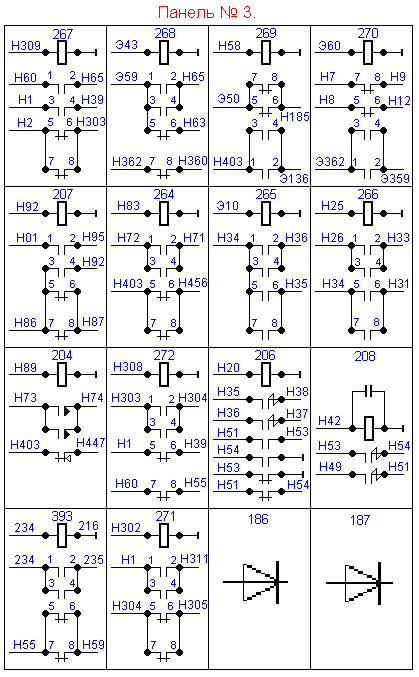 Панель № 3.
267 268 269 270
Н309 Э43 Н58 Э60
Н60 1 2 Н65 Э59 1 2 Н65 7 8 Н7 7 8 Н9
Н1 3 4 Н39 3 4 Э50 5 6 Н185 Н8 5 6 Н12
Н2 5 6 Н303 5 6 Н63 3 4 3 4
7 8 Н362 7 8 Н360 Н403 1 2 Э136 Э362 1 2 Э359
207 264 265 266
Н92 Н83 Э10 Н25
Н01 1 2 Н95 Н72 1 2 Н71 Н34 1 2 Н36 Н26 1 2 Н33
3 4 Н92 3 4 3 4 3 4
5 6 Н403 5 6 Н456 5 6 Н35 Н34 5 6 Н31
Н86 7 8 Н87 7 8 7 8 7 8
204 272 206 208
Н89 Н308 Н20
Н73 Н74 Н303 1 2 Н304 Н35 Н38
3 4 Н36 Н37 Н42
Н403 Н447 Н1 5 6 Н39 Н51 Н53
Н54 Н53 Н54
Н53 Н49 Н51
Н60 7 8 Н55 Н51 Н54
393 271 186 187
234 216 Н302
234 1 2 235 Н1 1 2 Н311
3 4 3 4
5 6 Н304 5 6 Н305
Н55 7 8 Н59 7 8